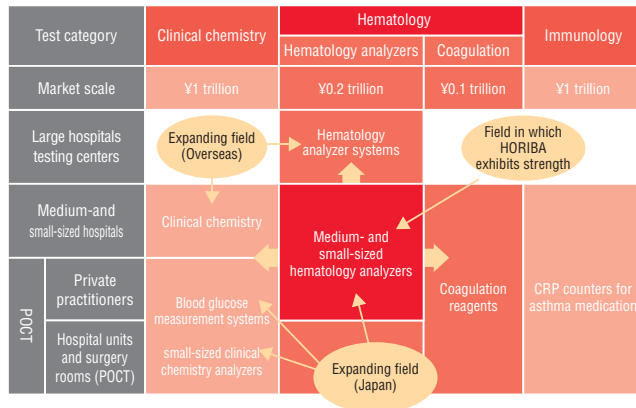 Test category
Clinical chemistry
Hematology
Immunology
Hematology analyzers
Coagulation
Market scale
¥1 trillion
¥0.2 trillion
¥0.1 trillion
¥1 trillion
Large hospitals
testing centers
Expanding field
(Overseas)
Hematology
analyzer systems
Field in which
HORIBA
exhibits strength
Medium-and
small-sized hospitals
Clinical chemistry
Medium- and
small-sized
hematology analyzers
POCT
Private
practitioners
Blood glucose
measurement systems
Coagulation
reagents
CRP counters for
asthma medication
Hospital units
and surgery
rooms (POCT)
small-sized clinical
chemistry analyzers
Expanding field
(Japan)